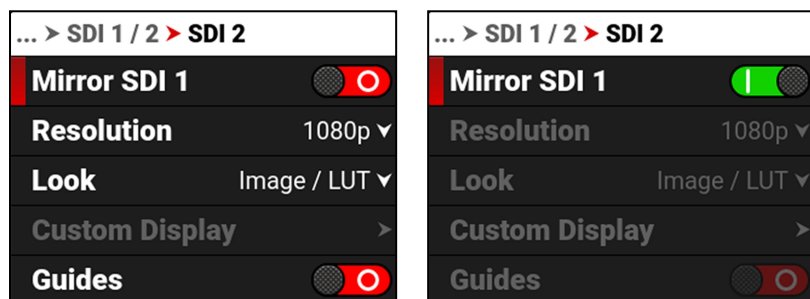 ... > SDI 1 / 2 > SDI 2
Mirror SDI 1
Resolution 1080p
Look Image / LUT
Custom Display
Guides
... > SDI 1 / 2 > SDI 2
Mirror SDI 1
Resolution 1080p
Look Image / LUT
Custom Display
Guides